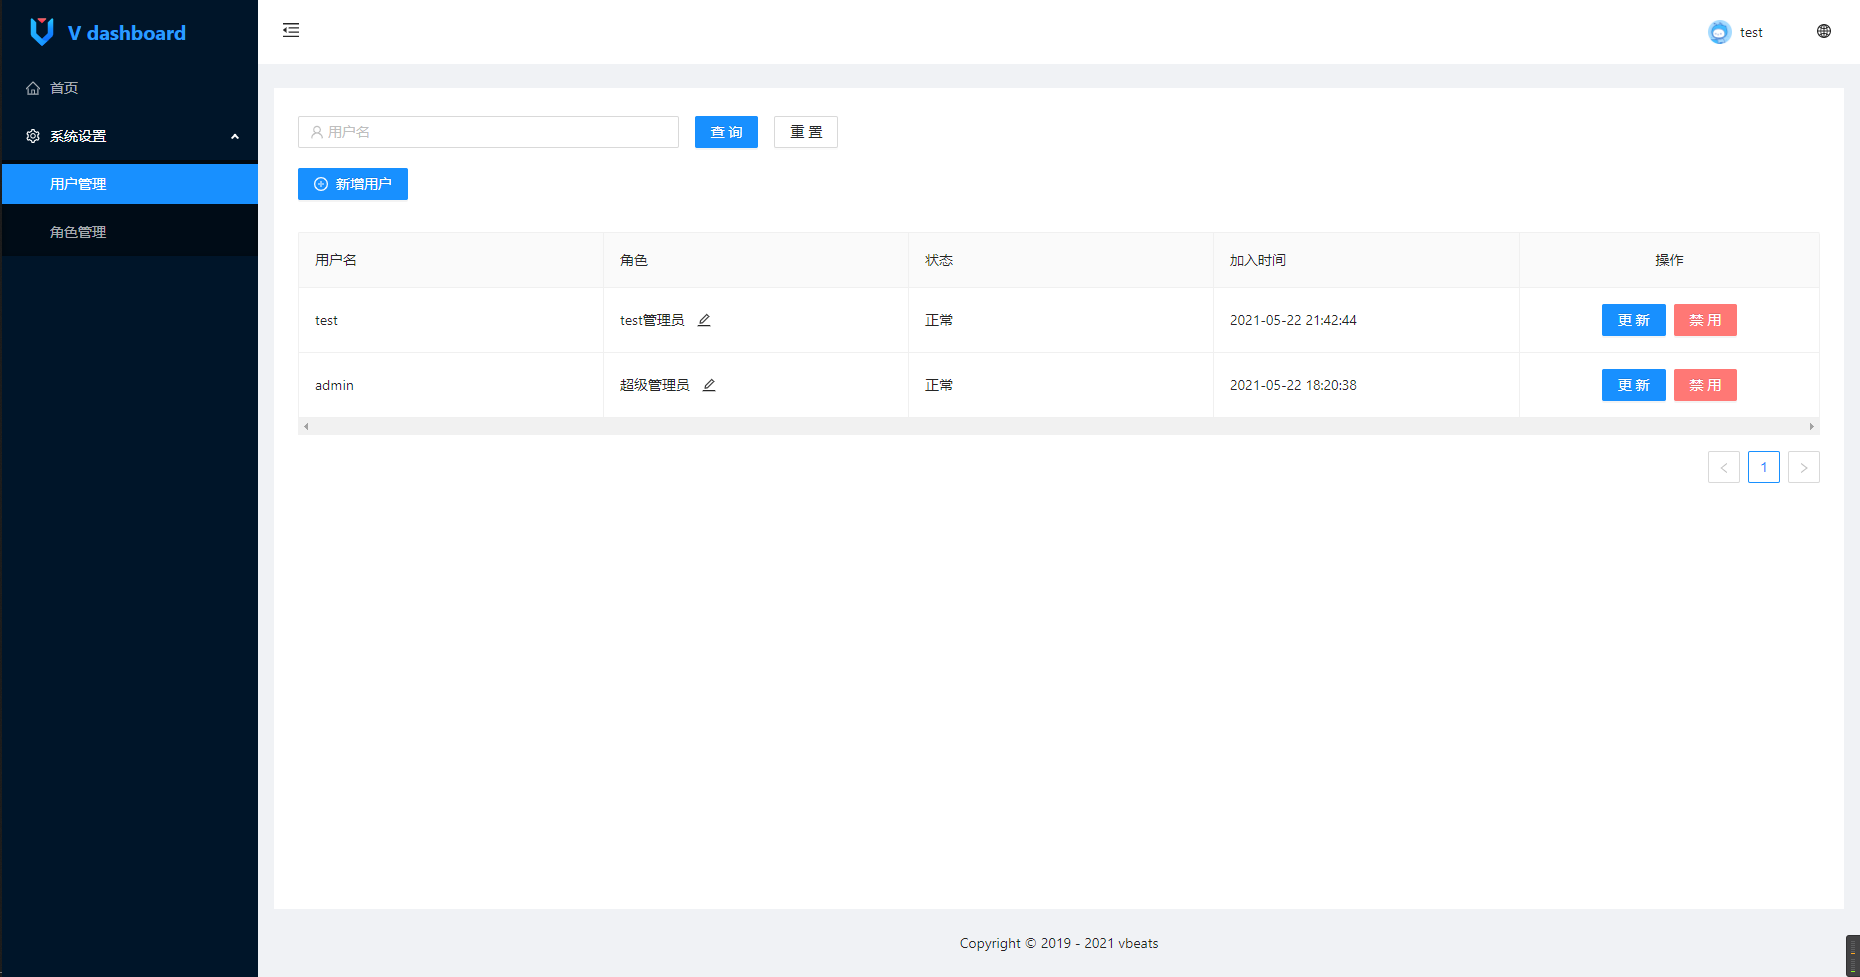 V dashboard
test
首页
系统设置
用户管理
角色管理
用户名
查 询
重 置
新增用户
用户名 角色 状态 加入时间 操作
test test管理员 正常 2021-05-22 21:42:44 更 新 禁 用
admin 超级管理员 正常 2021-05-22 18:20:38 更 新 禁 用
< 1 >
Copyright © 2019 - 2021 vbeats